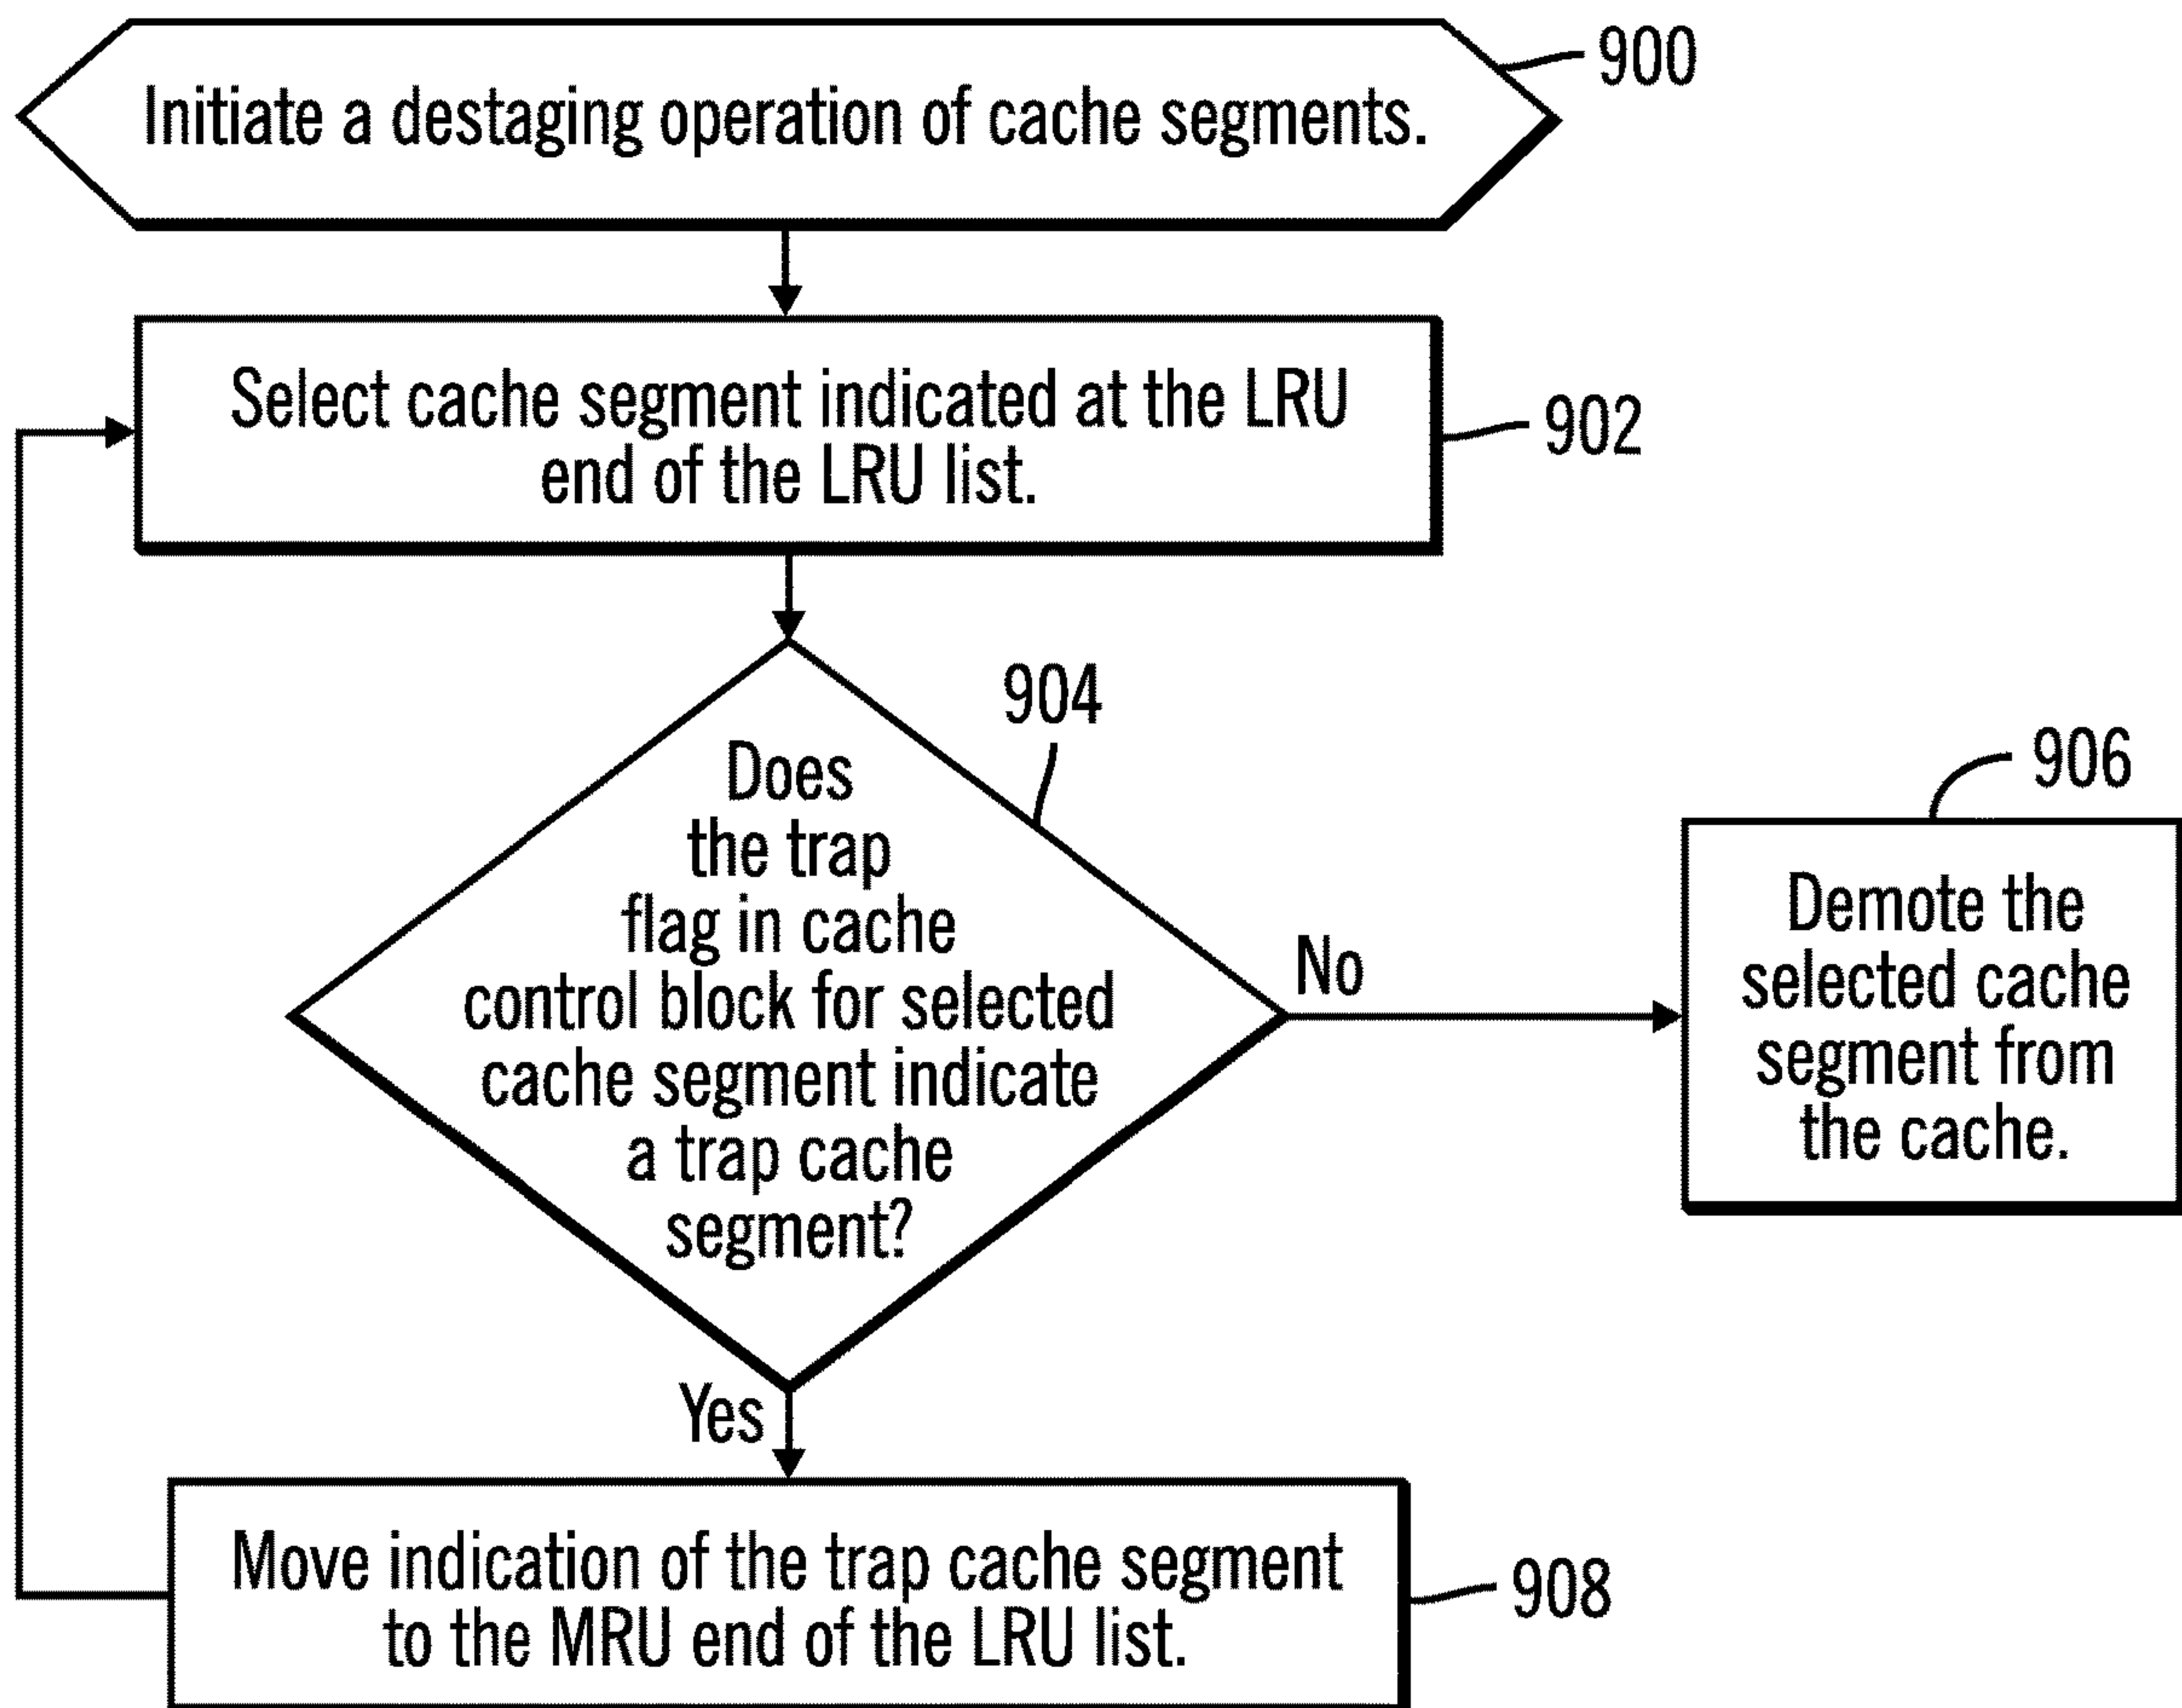 Initiate a destaging operation of cache segments.
900
Select cache segment indicated at the LRU
end of the LRU list.
902
904
Does
the trap
flag in cache
control block for selected
cache segment indicate
a trap cache
segment?
No
906
Demote the
selected cache
segment from
the cache.
Yes
Move indication of the trap cache segment
to the MRU end of the LRU list.
908